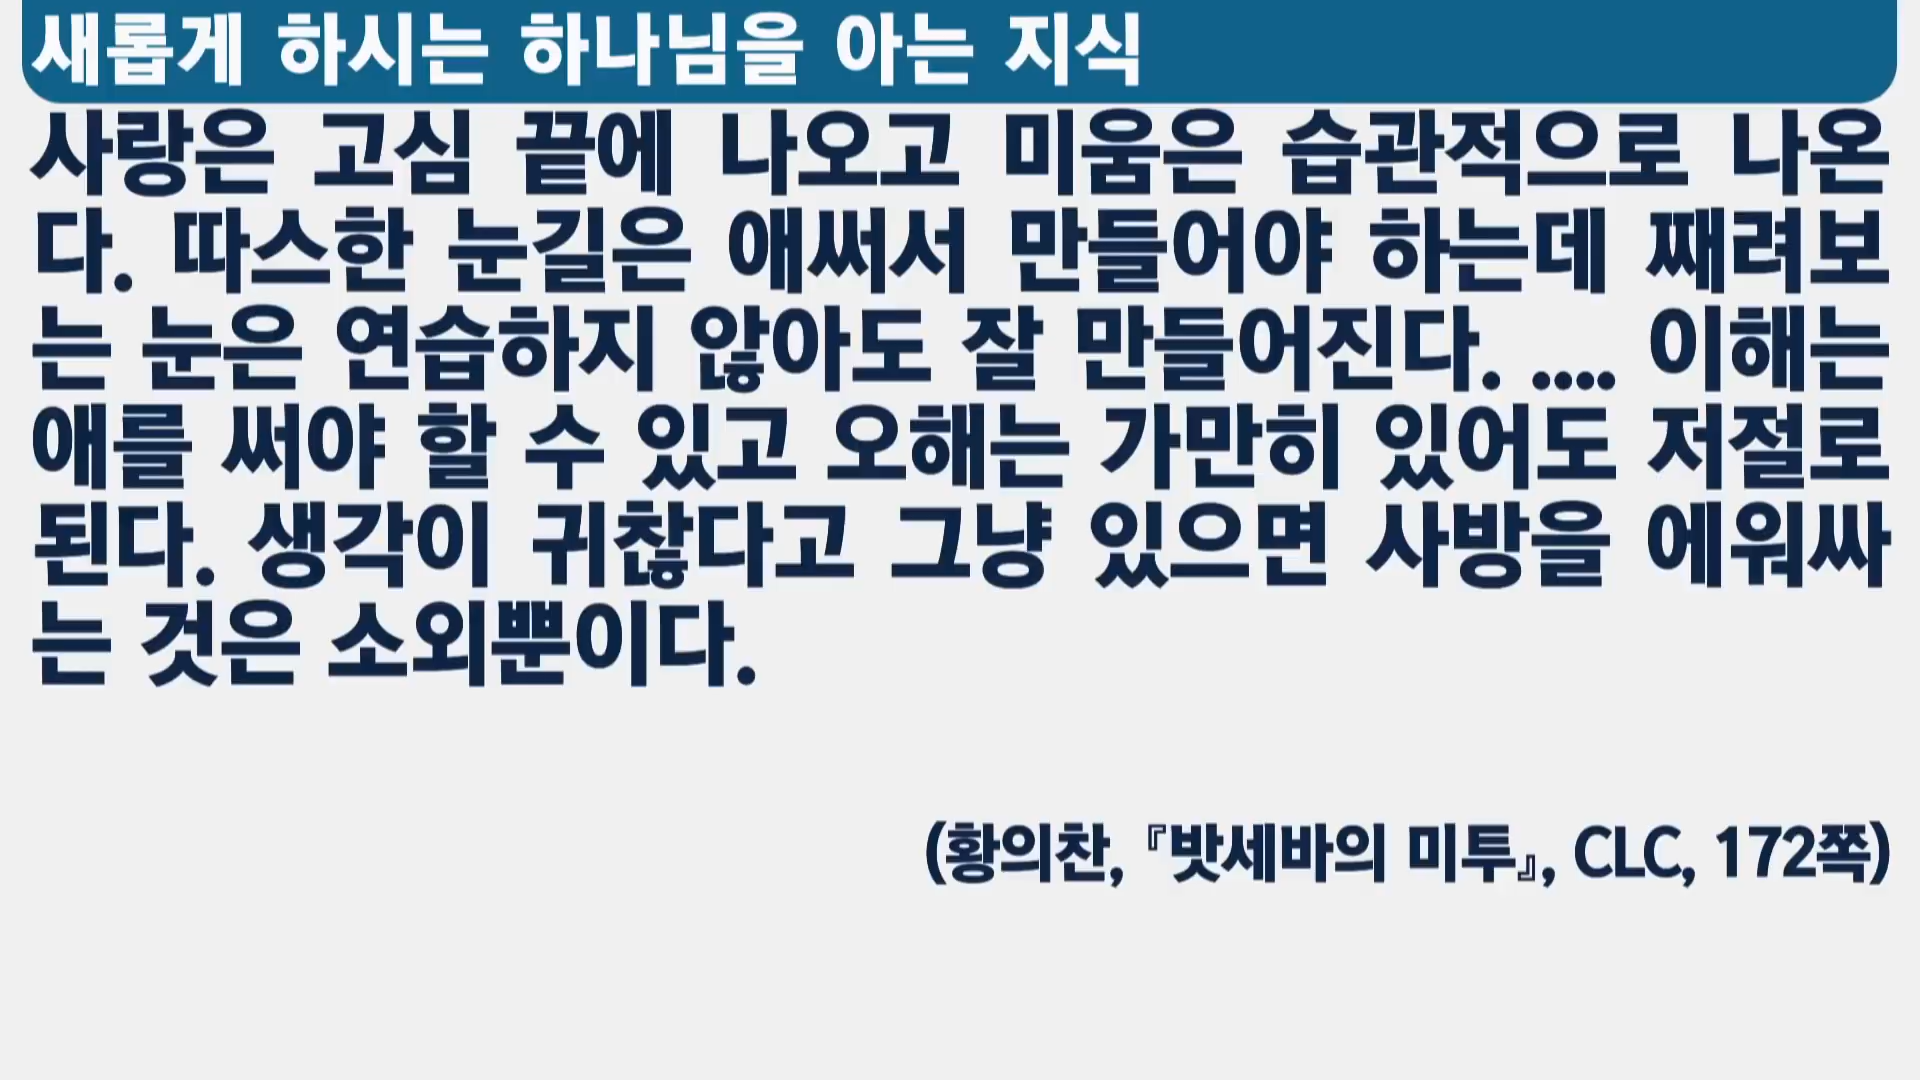 새롭게 하시는 하나님을 아는 지식
사랑은 고심 끝에 나오고 미움은 습관적으로 나온
다. 따스한 눈길은 애써서 만들어야 하는데 째려보
는 눈은 연습하지 않아도 잘 만들어진다. .... 이해는
애를 써야 할 수 있고 오해는 가만히 있어도 저절로
된다. 생각이 귀찮다고 그냥 있으면 사방을 에워싸
는 것은 소외뿐이다.
(황의찬, 『밧세바의 미투』, CLC, 172쪽)